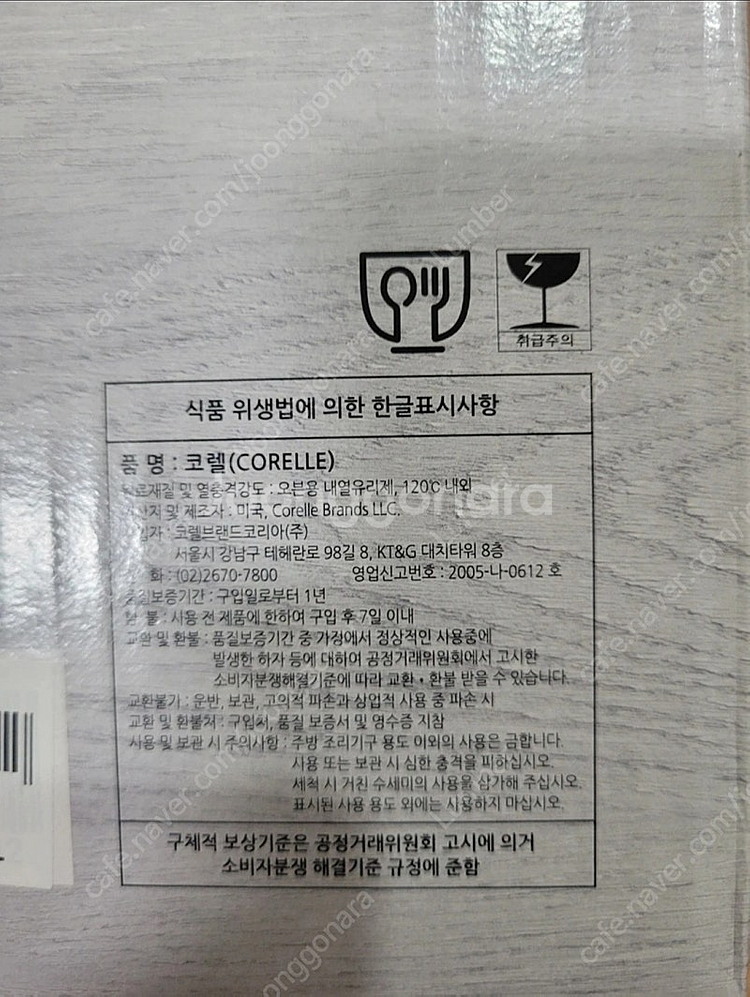 취급주의
식품 위생법에 의한 한글표시사항
품 명 : 코렐(CORELLE)
원료재질 및 열충격강도 : 오븐용 내열유리제, 120℃ 내외
및 제조자 : 미국, Corelle Brands LLC.
코렐브랜드코리아(주)
서울시 강남구 테헤란로 98길 8, KT&G 대치타워 8층
화 : (02)2670-7800 영업신고번호 : 2005-나-0612 호
품질보증기간 : 구입일로부터 1년
환 불 : 사용 전 제품에 한하여 구입 후 7일 이내
교환 및 환불 : 품질보증기간 중 가정에서 정상적인 사용중에
발생한 하자 등에 대하여 공정거래위원회에서 고시한
소비자분쟁해결기준에 따라 교환 • 환불 받을 수 있습니다.
교환불가 : 운반, 보관, 고의적 파손과 상업적 사용 중 파손 시
교환 및 환불처 : 구입처, 품질 보증서 및 영수증 지참
사용 및 보관 시 주의사항 : 주방 조리기구 용도 이외의 사용은 금합니다.
사용 또는 보관 시 심한 충격을 피하십시오.
세척 시 거친 수세미의 사용을 삼가해 주십시오.
표시된 사용 용도 외에는 사용하지 마십시오.
구체적 보상기준은 공정거래위원회 고시에 의거
소비자분쟁 해결기준 규정에 준함
joonggonara
cafe.naver.com/joonggonara